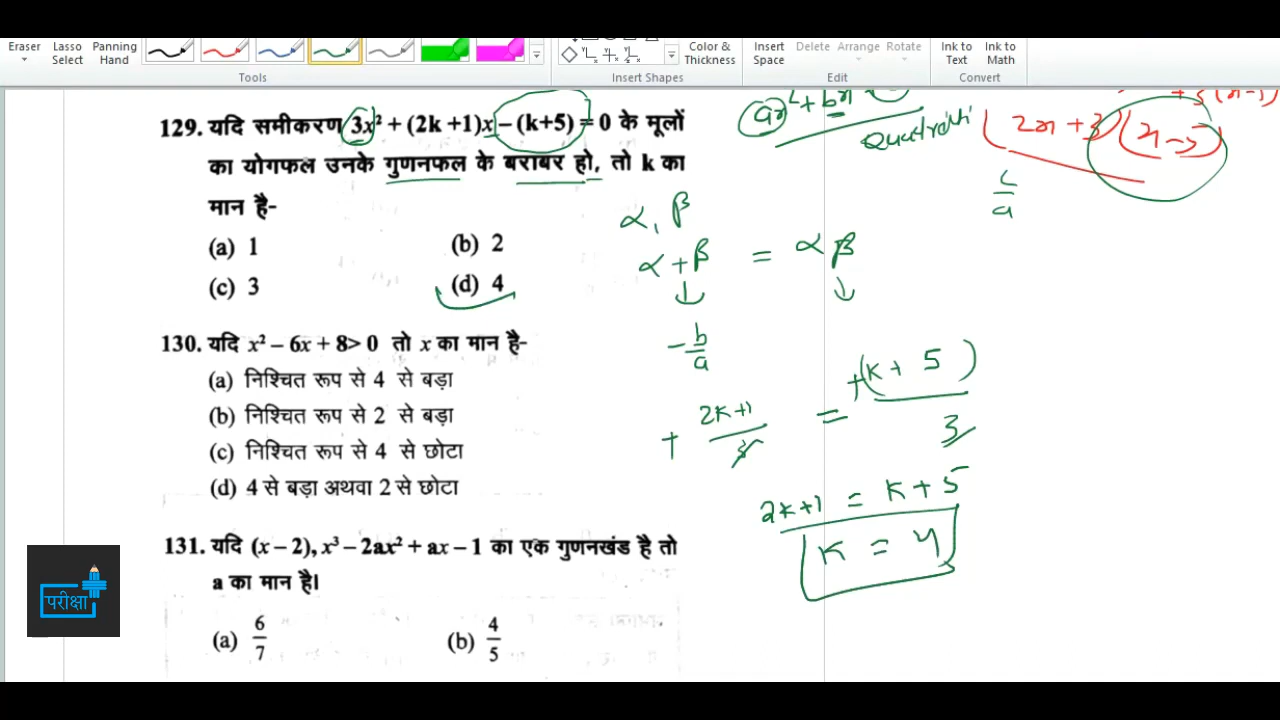 Eraser Lasso Select Panning Hand
Color & Thickness Insert Space Delete Arrange Rotate Ink to Text Ink to Math
Tools Insert Shapes Edit Convert
129. यदि समीकरण 3x² + (2k +1)x – (k+5) = 0 के मूलों
का योगफल उनके गुणनफल के बराबर हो, तो k का
मान है-
(a) 1 (b) 2
(c) 3 (d) 4
130. यदि x² – 6x + 8> 0 तो x का मान है-
(a) निश्चित रूप से 4 से बड़ा
(b) निश्चित रूप से 2 से बड़ा
(c) निश्चित रूप से 4 से छोटा
(d) 4 से बड़ा अथवा 2 से छोटा
131. यदि (x – 2), x³ – 2ax² + ax – 1 का एक गुणनखंड है तो
a का मान है।
(a) 6/7 (b) 4/5
परीक्षा
Quadrati
(2x + 3) (x – 5)
c/a
α, β
α + β = α β
– b/a
+ (2k+1)/3 = +(k + 5)/3
2k+1 = k + 5
k = 4